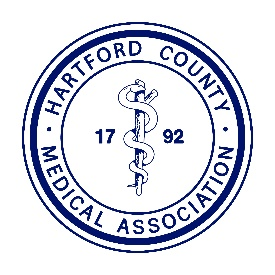 HARTFORD COUNTY
17 92
MEDICAL ASSOCIATION